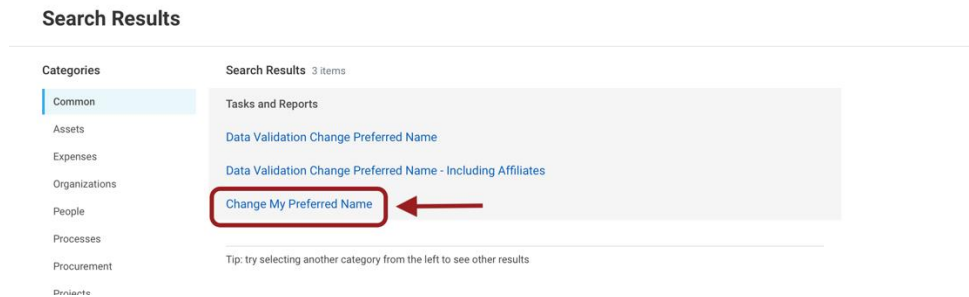 Search Results
Categories
Common
Assets
Expenses
Organizations
People
Processes
Procurement
Projects
Search Results 3 items
Tasks and Reports
Data Validation Change Preferred Name
Data Validation Change Preferred Name - Including Affiliates
Change My Preferred Name
Tip: try selecting another category from the left to see other results